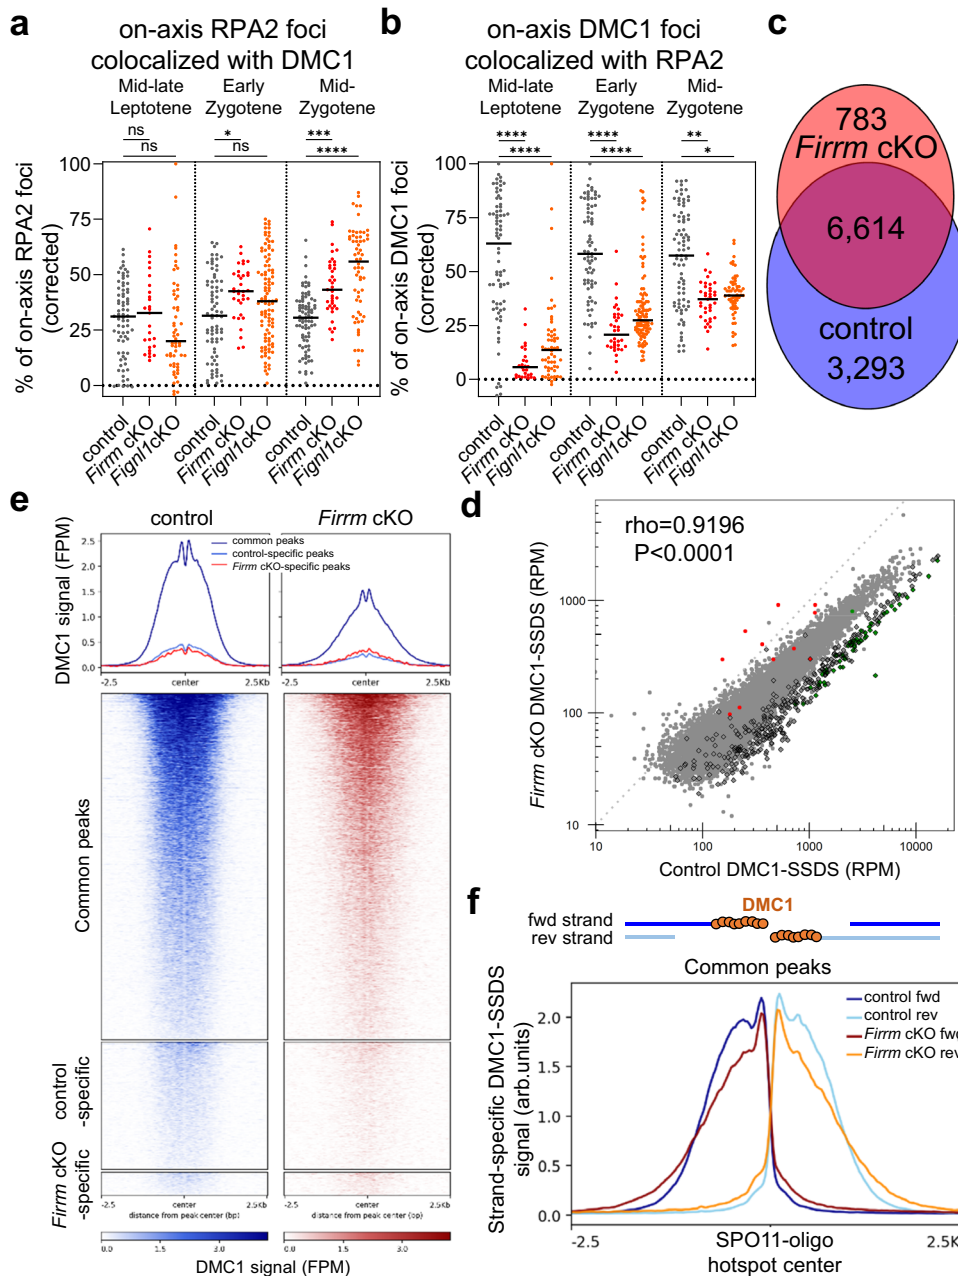 a
on-axis RPA2 foci
colocalized with DMC1
Mid-late
Leptotene
Early
Zygotene
Mid-
Zygotene
ns
ns
*
ns
***
****
% of on-axis RPA2 foci
(corrected)
100
75
50
25
0
control
Firrm cKO
Fignl1cKO
control
Firrm cKO
Fignl1cKO
control
Firrm cKO
Fignl1cKO
b
on-axis DMC1 foci
colocalized with RPA2
Mid-late
Leptotene
Early
Zygotene
Mid-
Zygotene
****
****
****
****
**
*
% of on-axis DMC1 foci
(corrected)
100
75
50
25
0
control
Firrm cKO
Fignl1cKO
control
Firrm cKO
Fignl1cKO
control
Firrm cKO
Fignl1cKO
c
783
Firrm cKO
6,614
control
3,293
e
control
Firrm cKO
DMC1 signal (FPM)
2.5
2.0
1.5
1.0
0.5
0.0
common peaks
control-specific peaks
Firrm cKO-specific peaks
-2.5
center
2.5Kb
-2.5
center
2.5Kb
Common peaks
control
-specific
Firrm cKO
-specific
-2.5
center
2.5Kb
distance from peak center (bp)
-2.5
center
2.5Kb
distance from peak center (bp)
0.0
1.5
3.0
0.0
1.5
3.0
DMC1 signal (FPM)
d
rho=0.9196
P<0.0001
Firrm cKO DMC1-SSDS (RPM)
1000
100
10
10
100
1000
10000
Control DMC1-SSDS (RPM)
f
DMC1
fwd strand
rev strand
Common peaks
Strand-specific DMC1-SSDS
signal (arb.units)
2.0
1.5
1.0
0.5
0.0
control fwd
control rev
Firrm cKO fwd
Firrm cKO rev
-2.5
SPO11-oligo
hotspot center